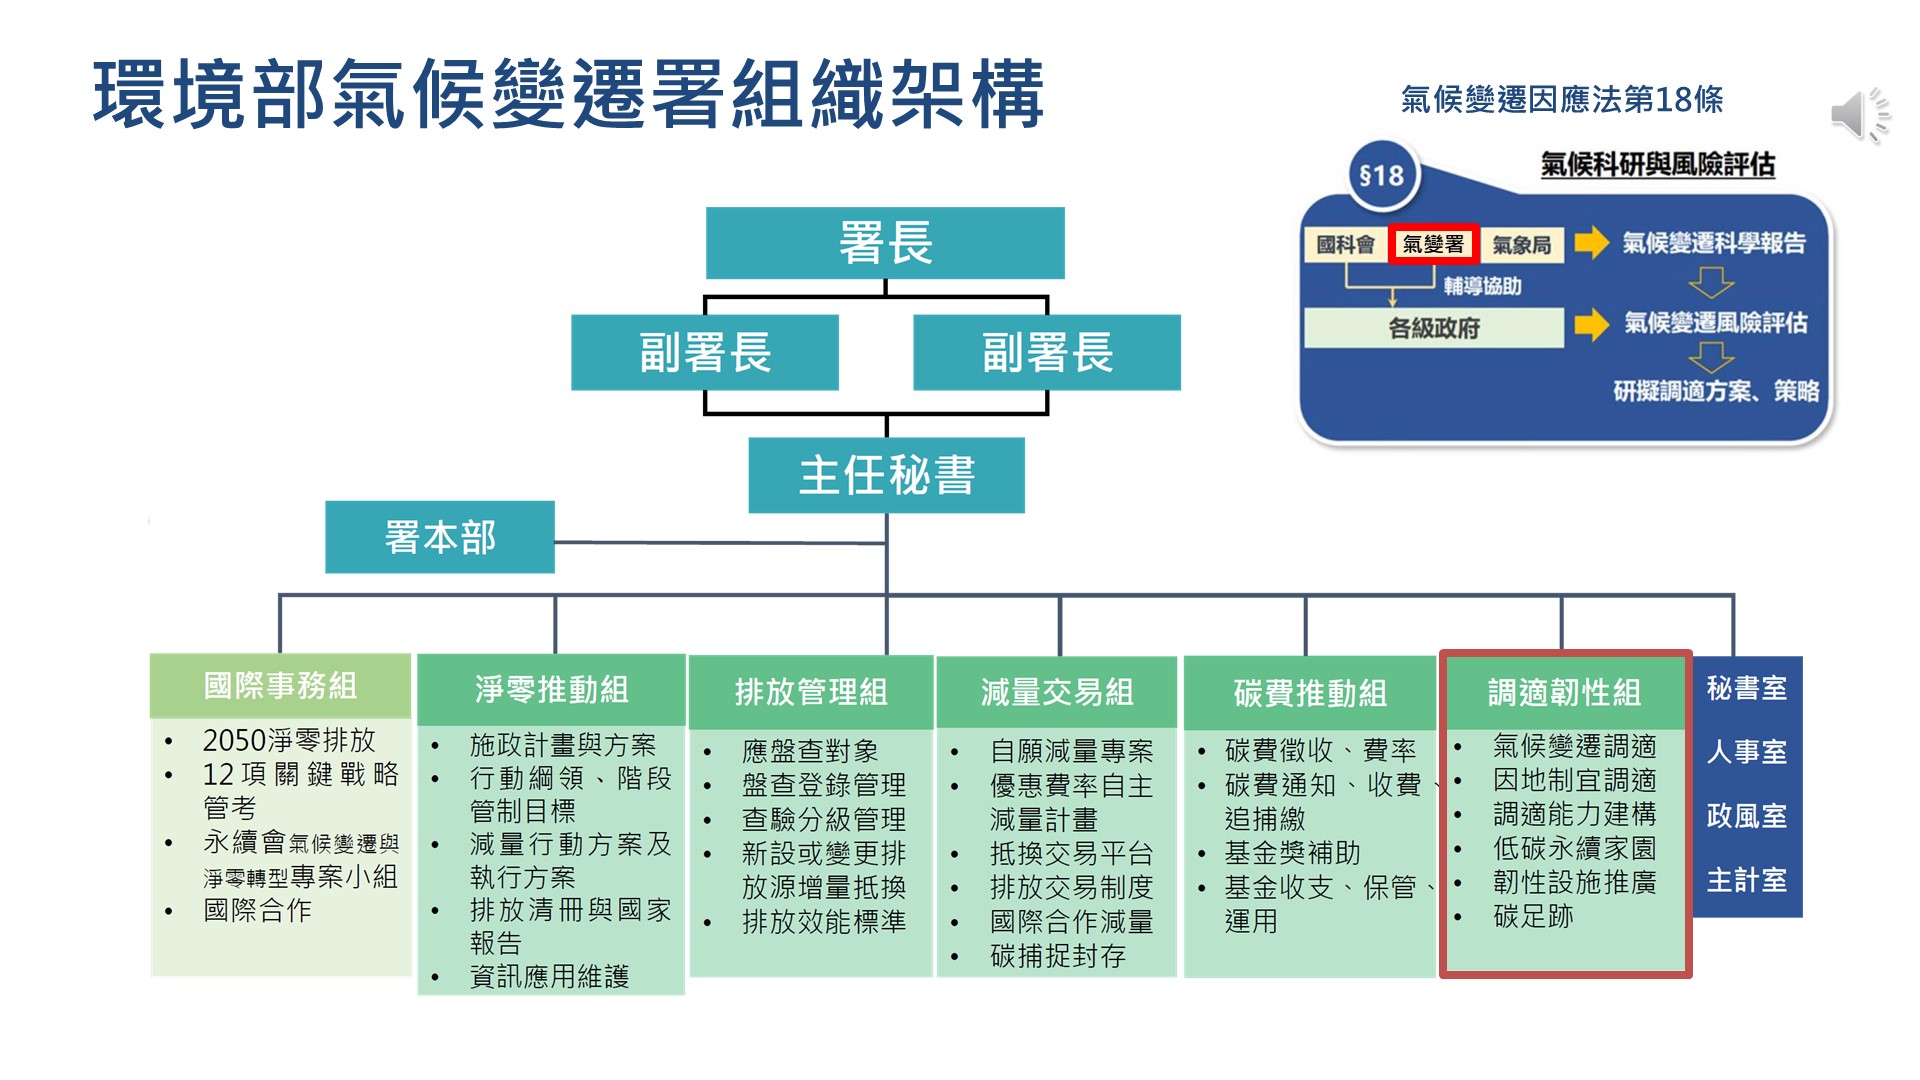 環境部氣候變遷署組織架構
氣候變遷因應法第18條
§18
氣候科研與風險評估
國科會
氣變署
氣象局
氣候變遷科學報告
輔導協助
各級政府
氣候變遷風險評估
研擬調適方案、策略
署長
副署長
副署長
主任秘書
署本部
國際事務組
• 2050淨零排放
• 12項關鍵戰略
管考
• 永續會氣候變遷與
淨零轉型專案小組
• 國際合作
淨零推動組
• 施政計畫與方案
• 行動綱領、階段
管制目標
• 減量行動方案及
執行方案
• 排放清冊與國家
報告
• 資訊應用維護
排放管理組
• 應盤查對象
• 盤查登錄管理
• 查驗分級管理
• 新設或變更排
放源增量抵換
• 排放效能標準
減量交易組
• 自願減量專案
• 優惠費率自主
減量計畫
• 抵換交易平台
• 排放交易制度
• 國際合作減量
• 碳捕捉封存
碳費推動組
• 碳費徵收、費率
• 碳費通知、收費、
追捕繳
• 基金獎補助
• 基金收支、保管、
運用
調適韌性組
• 氣候變遷調適
• 因地制宜調適
• 調適能力建構
• 低碳永續家園
• 韌性設施推廣
• 碳足跡
秘書室
人事室
政風室
主計室